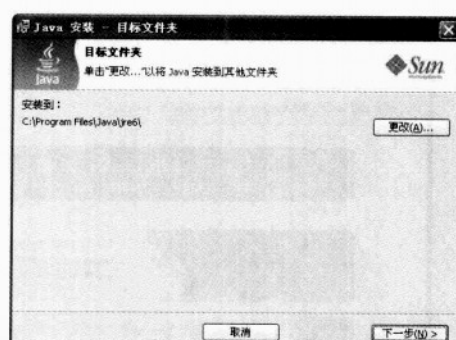 Java 安装 - 目标文件夹
目标文件夹
单击"更改..."以将 Java 安装到其他文件夹
Java
Sun
安装到：
C:\Program Files\Java\jre6\
更改(A)...
取消
下一步(N) >